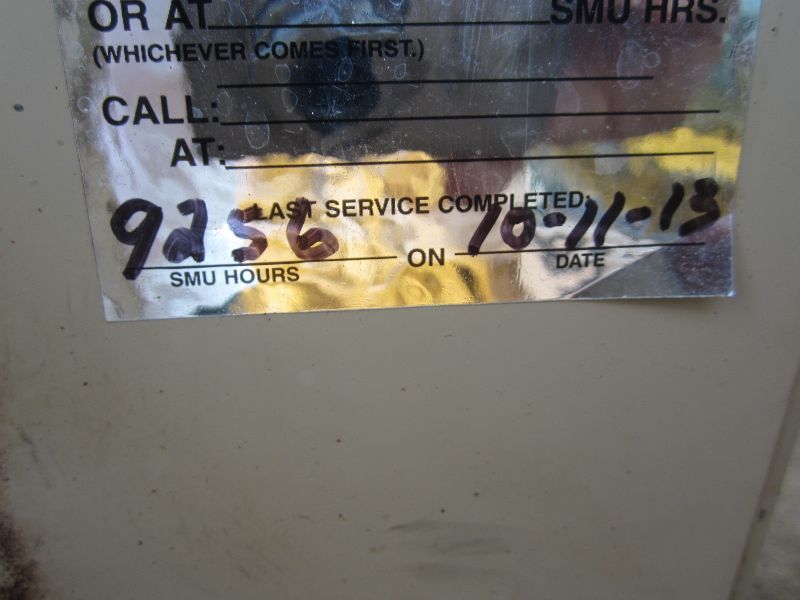 OR AT SMU HRS.
(WHICHEVER COMES FIRST.)
CALL:
AT:
LAST SERVICE COMPLETED:
9256 ON 10-11-13
SMU HOURS DATE